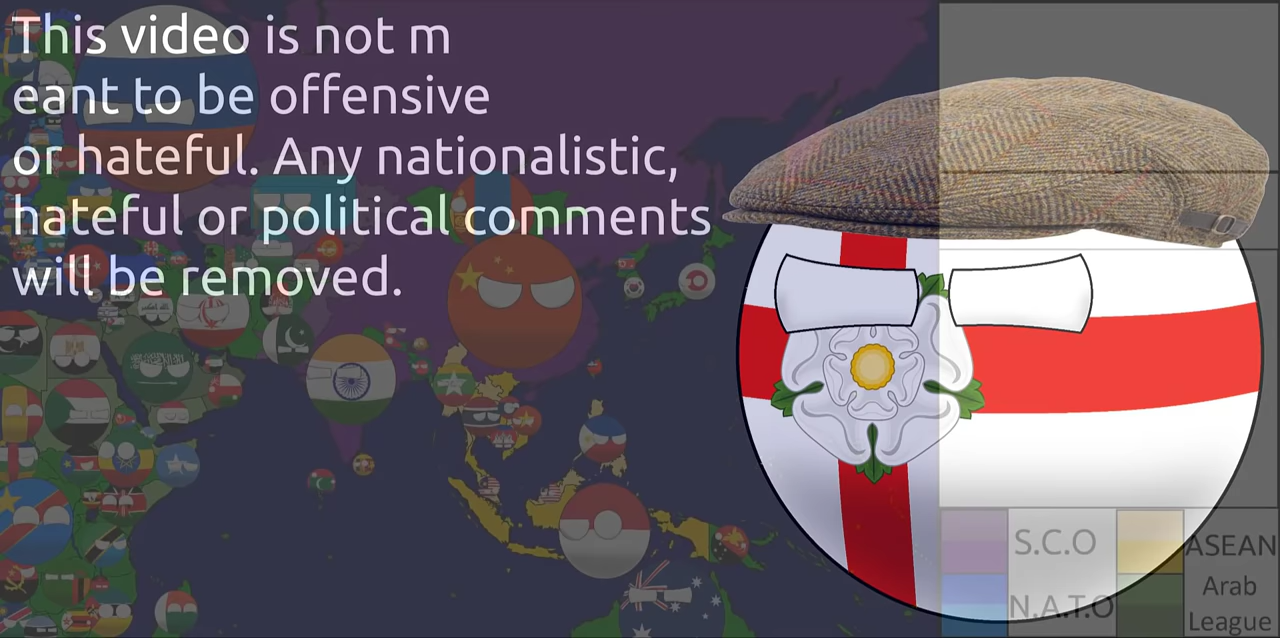 This video is not m
eant to be offensive
or hateful. Any nationalistic,
hateful or political comments
will be removed.
S.C.O
ASEAN
N.A.T.O
Arab
League